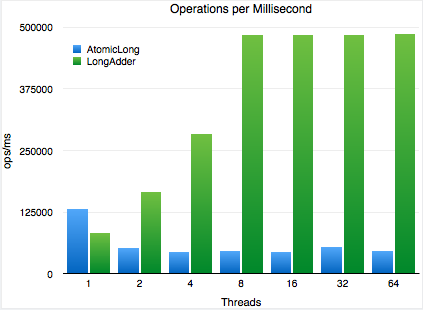 Operations per Millisecond
500000
AtomicLong
LongAdder
375000
250000
ops/ms
125000
0
1 2 4 8 16 32 64
Threads